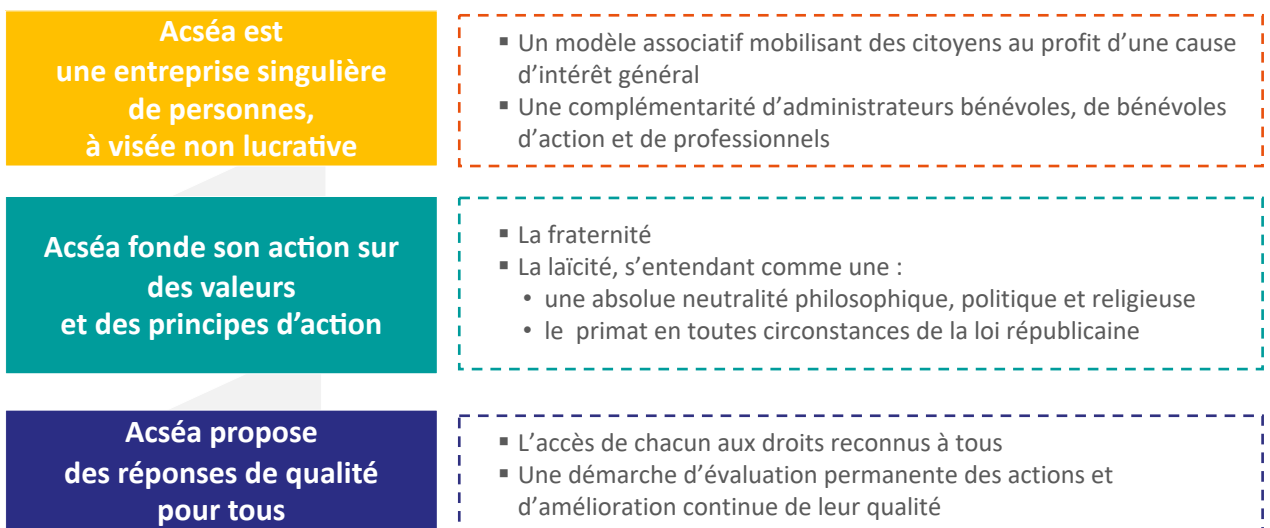 Acséa est
une entreprise singulière
de personnes,
à visée non lucrative
▪ Un modèle associatif mobilisant des citoyens au profit d’une cause
d’intérêt général
▪ Une complémentarité d’administrateurs bénévoles, de bénévoles
d’action et de professionnels
Acséa fonde son action sur
des valeurs
et des principes d’action
▪ La fraternité
▪ La laïcité, s’entendant comme une :
• une absolue neutralité philosophique, politique et religieuse
• le primat en toutes circonstances de la loi républicaine
Acséa propose
des réponses de qualité
pour tous
▪ L’accès de chacun aux droits reconnus à tous
▪ Une démarche d’évaluation permanente des actions et
d’amélioration continue de leur qualité